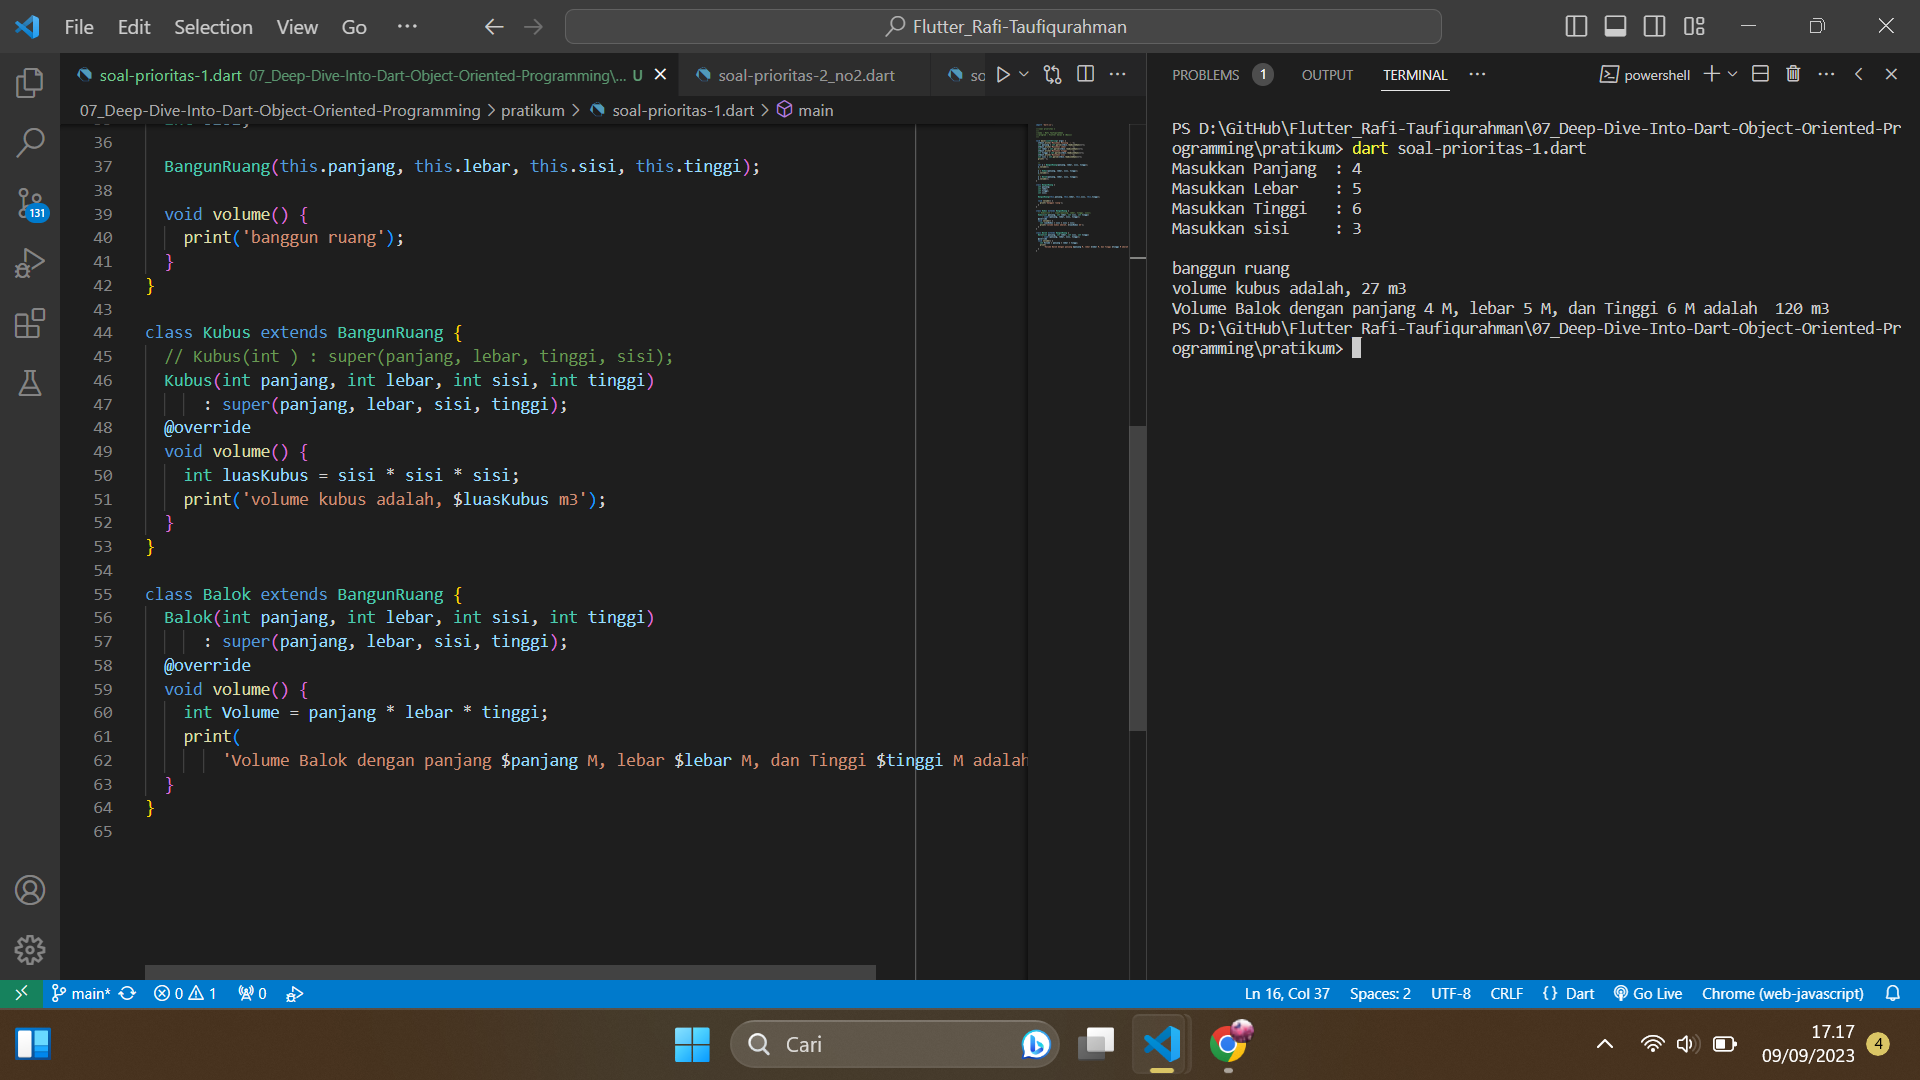 File Edit Selection View Go ··· Flutter_Rafi-Taufiqurahman
soal-prioritas-1.dart 07_Deep-Dive-Into-Dart-Object-Oriented-Programming\... U soal-prioritas-2_no2.dart so
07_Deep-Dive-Into-Dart-Object-Oriented-Programming > pratikum > soal-prioritas-1.dart > main
36
37 BangunRuang(this.panjang, this.lebar, this.sisi, this.tinggi);
38
39 void volume() {
40 print('banggun ruang');
41 }
42 }
43
44 class Kubus extends BangunRuang {
45 // Kubus(int ) : super(panjang, lebar, tinggi, sisi);
46 Kubus(int panjang, int lebar, int sisi, int tinggi)
47 : super(panjang, lebar, sisi, tinggi);
48 @override
49 void volume() {
50 int luasKubus = sisi * sisi * sisi;
51 print('volume kubus adalah, $luasKubus m3');
52 }
53 }
54
55 class Balok extends BangunRuang {
56 Balok(int panjang, int lebar, int sisi, int tinggi)
57 : super(panjang, lebar, sisi, tinggi);
58 @override
59 void volume() {
60 int Volume = panjang * lebar * tinggi;
61 print(
62 'Volume Balok dengan panjang $panjang M, lebar $lebar M, dan Tinggi $tinggi M adalah
63 }
64 }
65
PROBLEMS 1 OUTPUT TERMINAL ··· powershell
PS D:\GitHub\Flutter_Rafi-Taufiqurahman\07_Deep-Dive-Into-Dart-Object-Oriented-Pr
ogramming\pratikum> dart soal-prioritas-1.dart
Masukkan Panjang : 4
Masukkan Lebar : 5
Masukkan Tinggi : 6
Masukkan sisi : 3
banggun ruang
volume kubus adalah, 27 m3
Volume Balok dengan panjang 4 M, lebar 5 M, dan Tinggi 6 M adalah  120 m3
PS D:\GitHub\Flutter_Rafi-Taufiqurahman\07_Deep-Dive-Into-Dart-Object-Oriented-Pr
ogramming\pratikum>
131
main* 0 1 0 Ln 16, Col 37 Spaces: 2 UTF-8 CRLF {} Dart Go Live Chrome (web-javascript)
Cari
17.17
09/09/2023
4